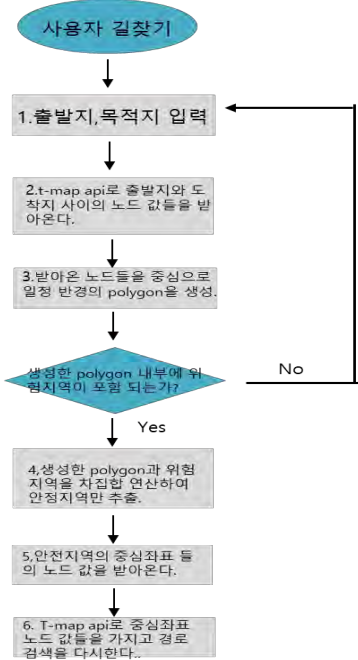 사용자 길찾기
1.출발지,목적지 입력
2.t-map api로 출발지와 도
착지 사이의 노드 값들을 받
아온다.
3.받아온 노드들을 중심으로
일정 반경의 polygon을 생성.
생성한 polygon 내부에 위
험지역이 포함 되는가?
No
Yes
4,생성한 polygon과 위험
지역을 차집합 연산하여
안정지역만 추출.
5,안전지역의 중심좌표 들
의 노드 값을 받아온다.
6. T-map api로 중심좌표
노드 값들을 가지고 경로
검색을 다시한다..